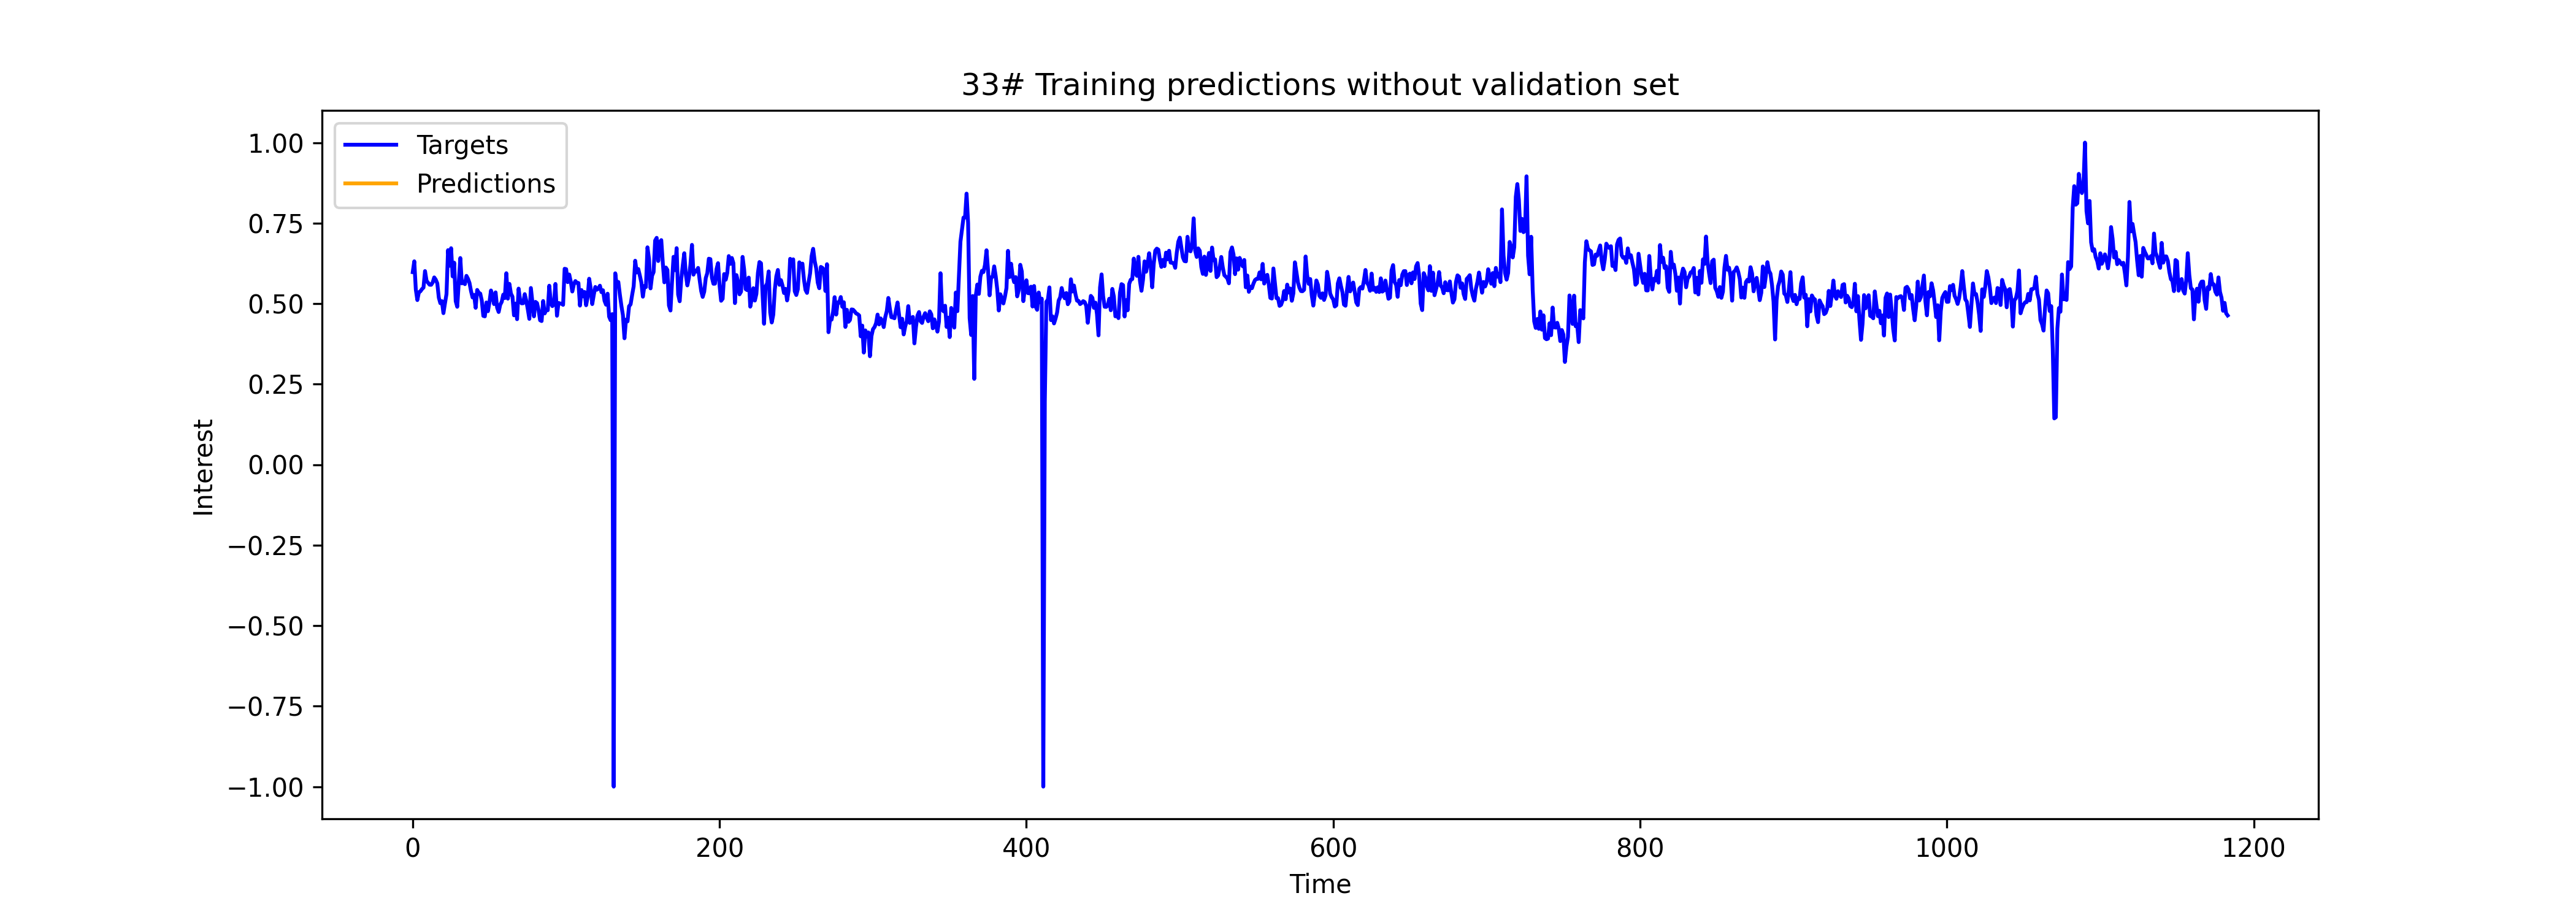 33# Training predictions without validation set
Targets
Predictions
1.00
0.75
0.50
0.25
0.00
−0.25
−0.50
−0.75
−1.00
Interest
0 200 400 600 800 1000 1200
Time